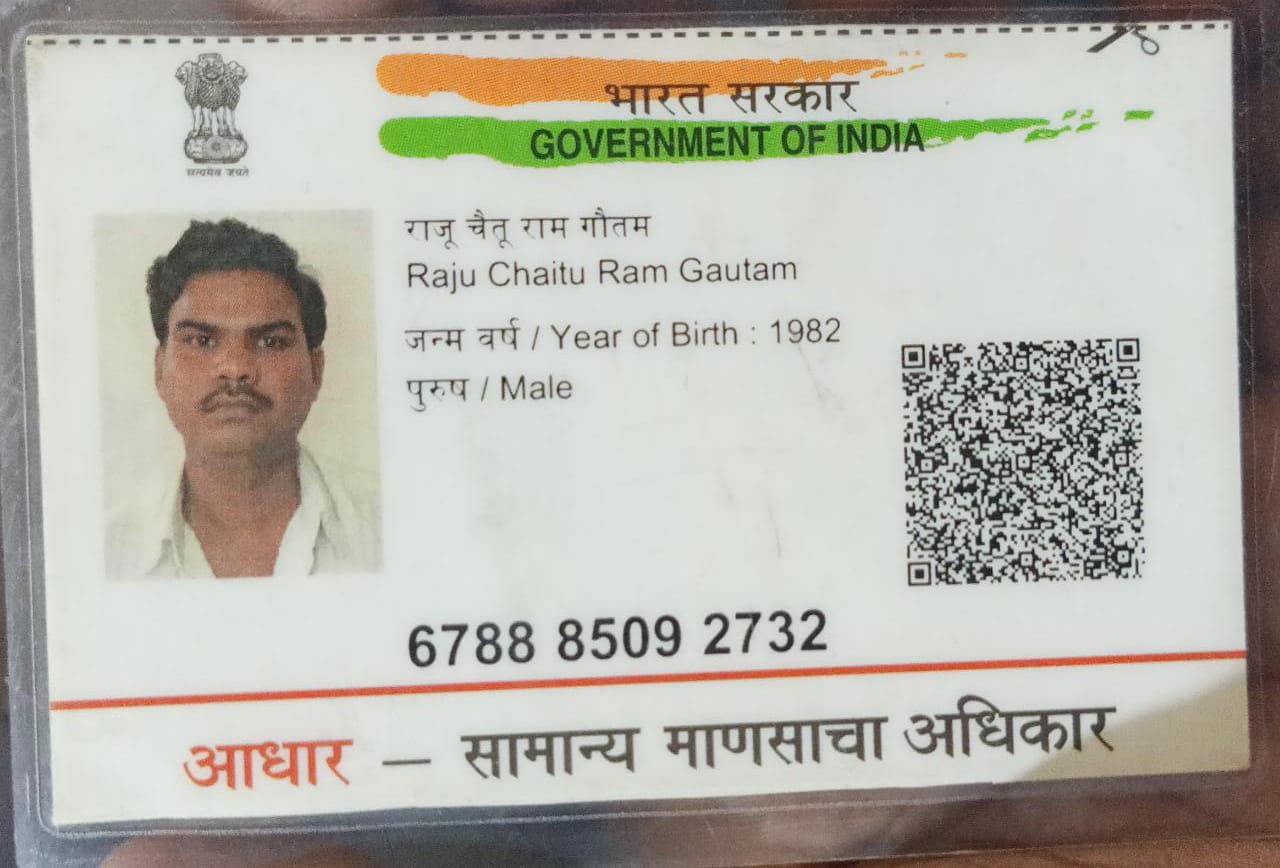 भारत सरकार
GOVERNMENT OF INDIA
सत्यमेव जयते
राजू चैतू राम गौतम
Raju Chaitu Ram Gautam
जन्म वर्ष / Year of Birth : 1982
पुरुष / Male
6788 8509 2732
आधार — सामान्य माणसाचा अधिकार